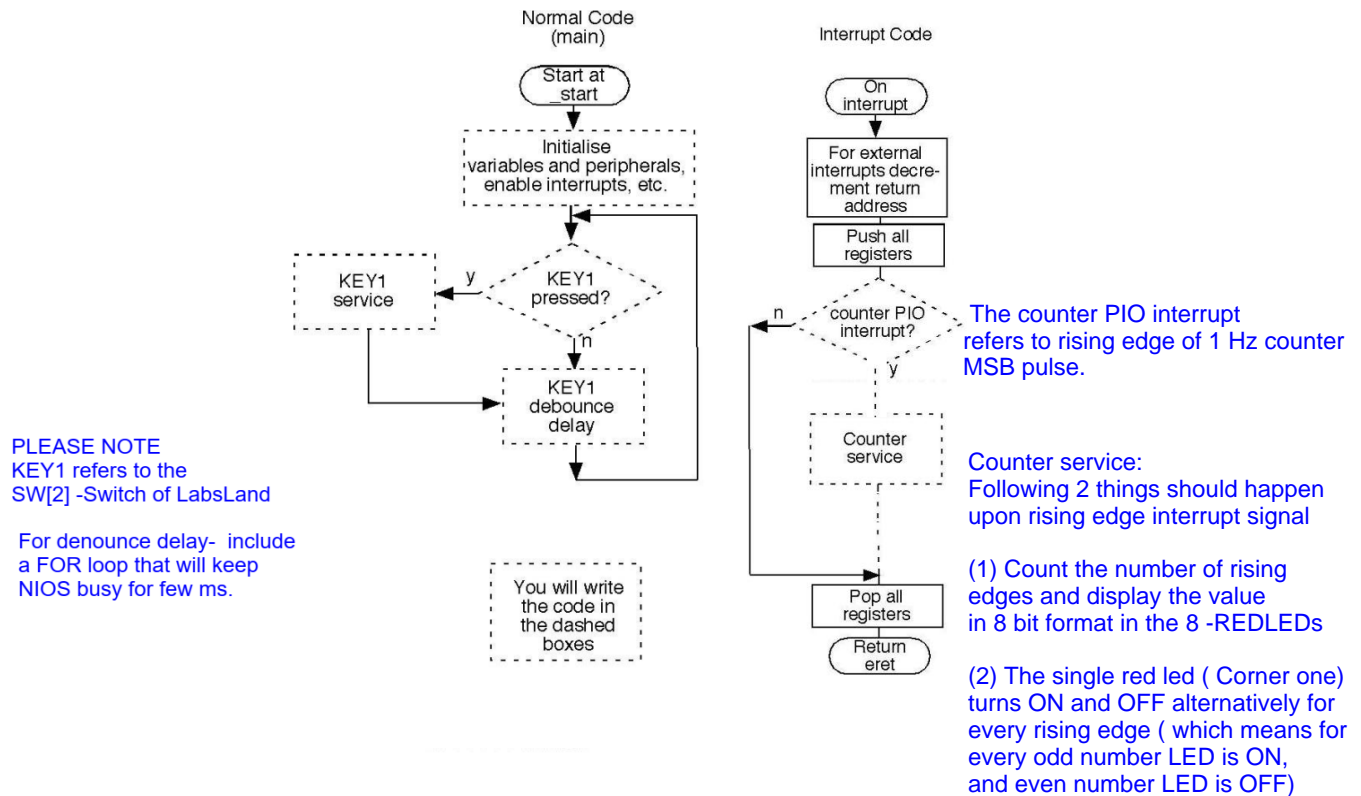 Normal Code
(main)
Start at
_start
Initialise
variables and peripherals,
enable interrupts, etc.
KEY1
pressed?
y
n
KEY1
service
KEY1
debounce
delay
You will write
the code in
the dashed
boxes
PLEASE NOTE
KEY1 refers to the
SW[2] -Switch of LabsLand
For denounce delay- include
a FOR loop that will keep
NIOS busy for few ms.
Interrupt Code
On
interrupt
For external
interrupts decre-
ment return
address
Push all
registers
counter PIO
interrupt?
n
y
Counter
service
Pop all
registers
Return
eret
The counter PIO interrupt
refers to rising edge of 1 Hz counter
MSB pulse.
Counter service:
Following 2 things should happen
upon rising edge interrupt signal
(1) Count the number of rising
edges and display the value
in 8 bit format in the 8 -REDLEDs
(2) The single red led ( Corner one)
turns ON and OFF alternatively for
every rising edge ( which means for
every odd number LED is ON,
and even number LED is OFF)